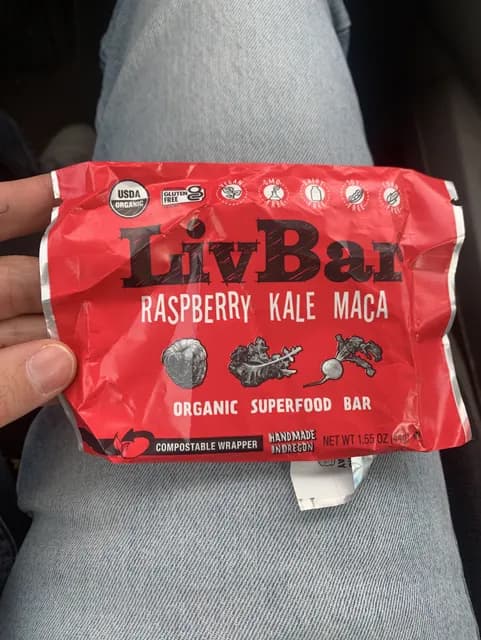 USDA
ORGANIC
GLUTEN
FREE
LivBar
RASPBERRY KALE MACA
ORGANIC SUPERFOOD BAR
COMPOSTABLE WRAPPER
HANDMADE
IN OREGON
NET WT 1.55 OZ